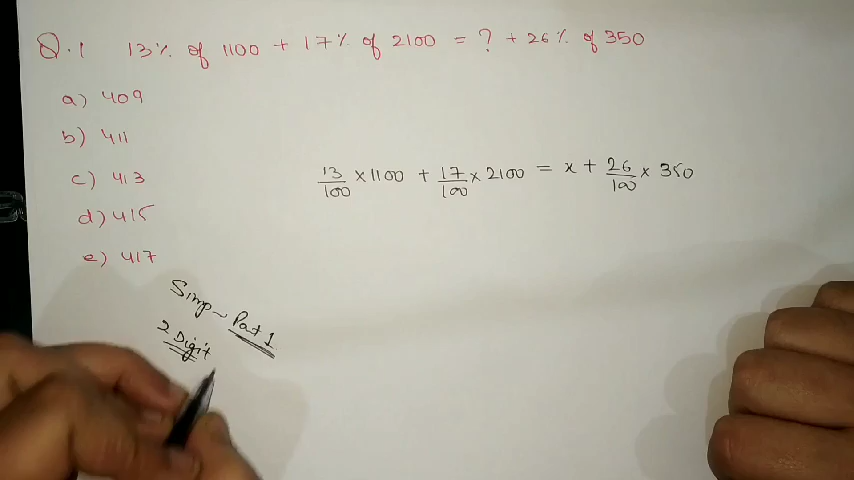 Q.1 13% of 1100 + 17% of 2100 = ? + 26% of 350
a) 409
b) 411
c) 413
d) 415
e) 417
13/100 × 1100 + 17/100 × 2100 = x + 26/100 × 350
Simp~ Part 1
2 Digit